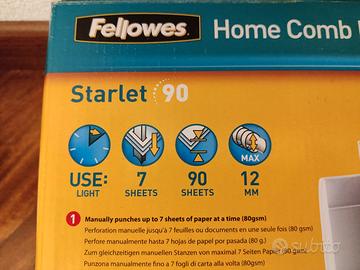 Fellowes
Home Comb
Starlet 90
USE: 7 90 12
LIGHT SHEETS SHEETS MM
MAX
1 Manually punches up to 7 sheets of paper at a time (80gsm)
Perforation manuelle jusqu'à 7 feuilles ou documents en une seule fois (80 g)
Perfore manualmente hasta 7 hojas de papel por pasada (80 g.)
Zum gleichzeitigen manuellen Stanzen von maximal 7 Seiten Papier (80 gsm)
Punzona manualmente fino a 7 fogli di carta alla volta (80gsm)
subito